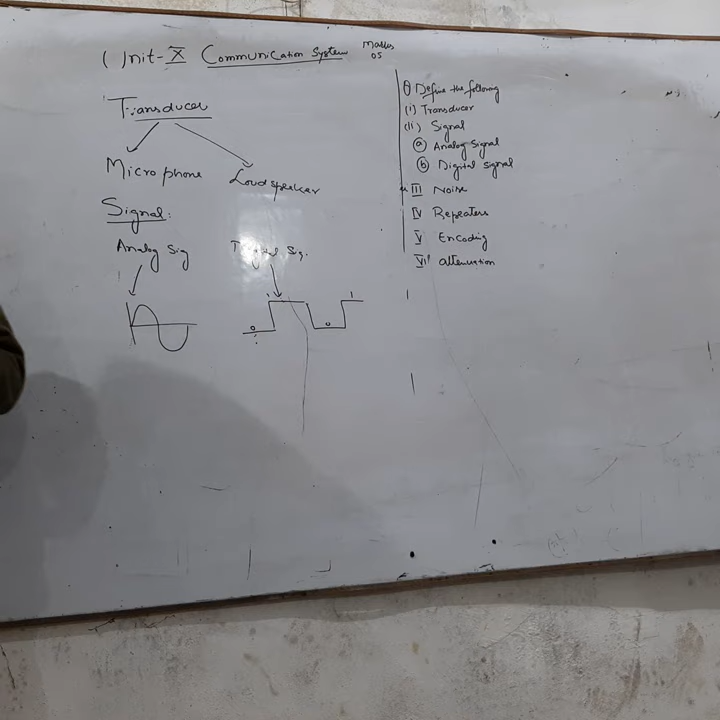 Unit-X Communication System Marks
05
Transducer
Microphone Loudspeaker
Signal:
Analog Sig Digital Sig.
0 1 0 1
Q Define the following
(i) Transducer
(ii) Signal
(a) Analog Signal
(b) Digital Signal
III Noise
IV Repeaters
V Encoding
VI attenuation